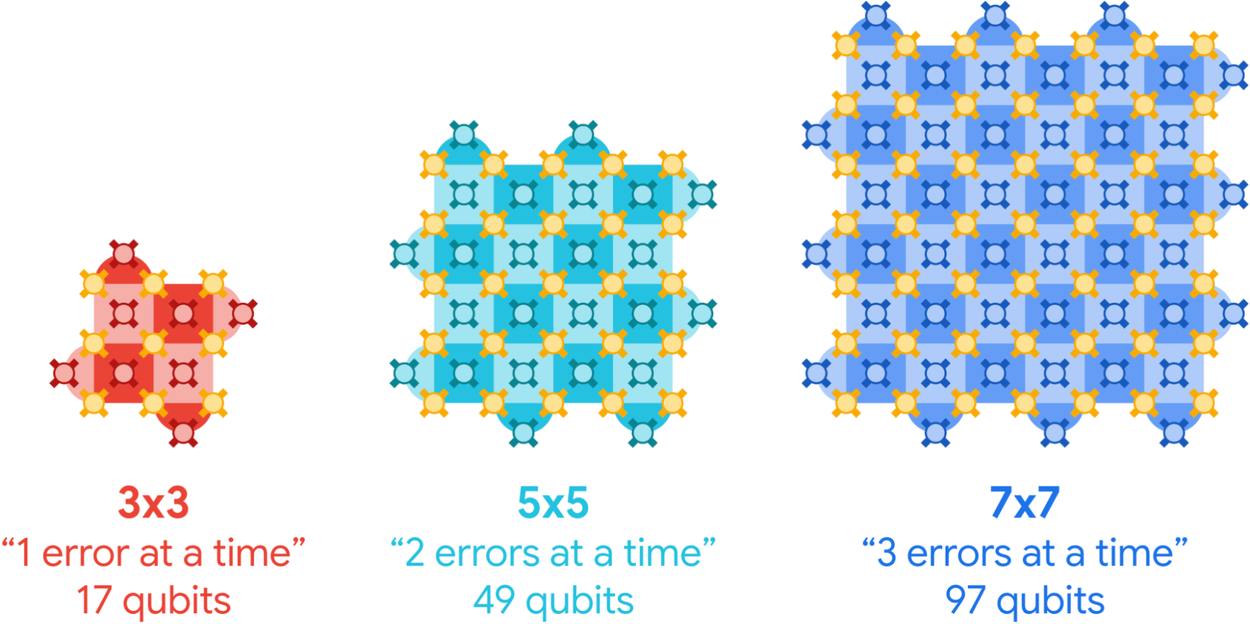 3x3
“1 error at a time”
17 qubits
5x5
“2 errors at a time”
49 qubits
7x7
“3 errors at a time”
97 qubits